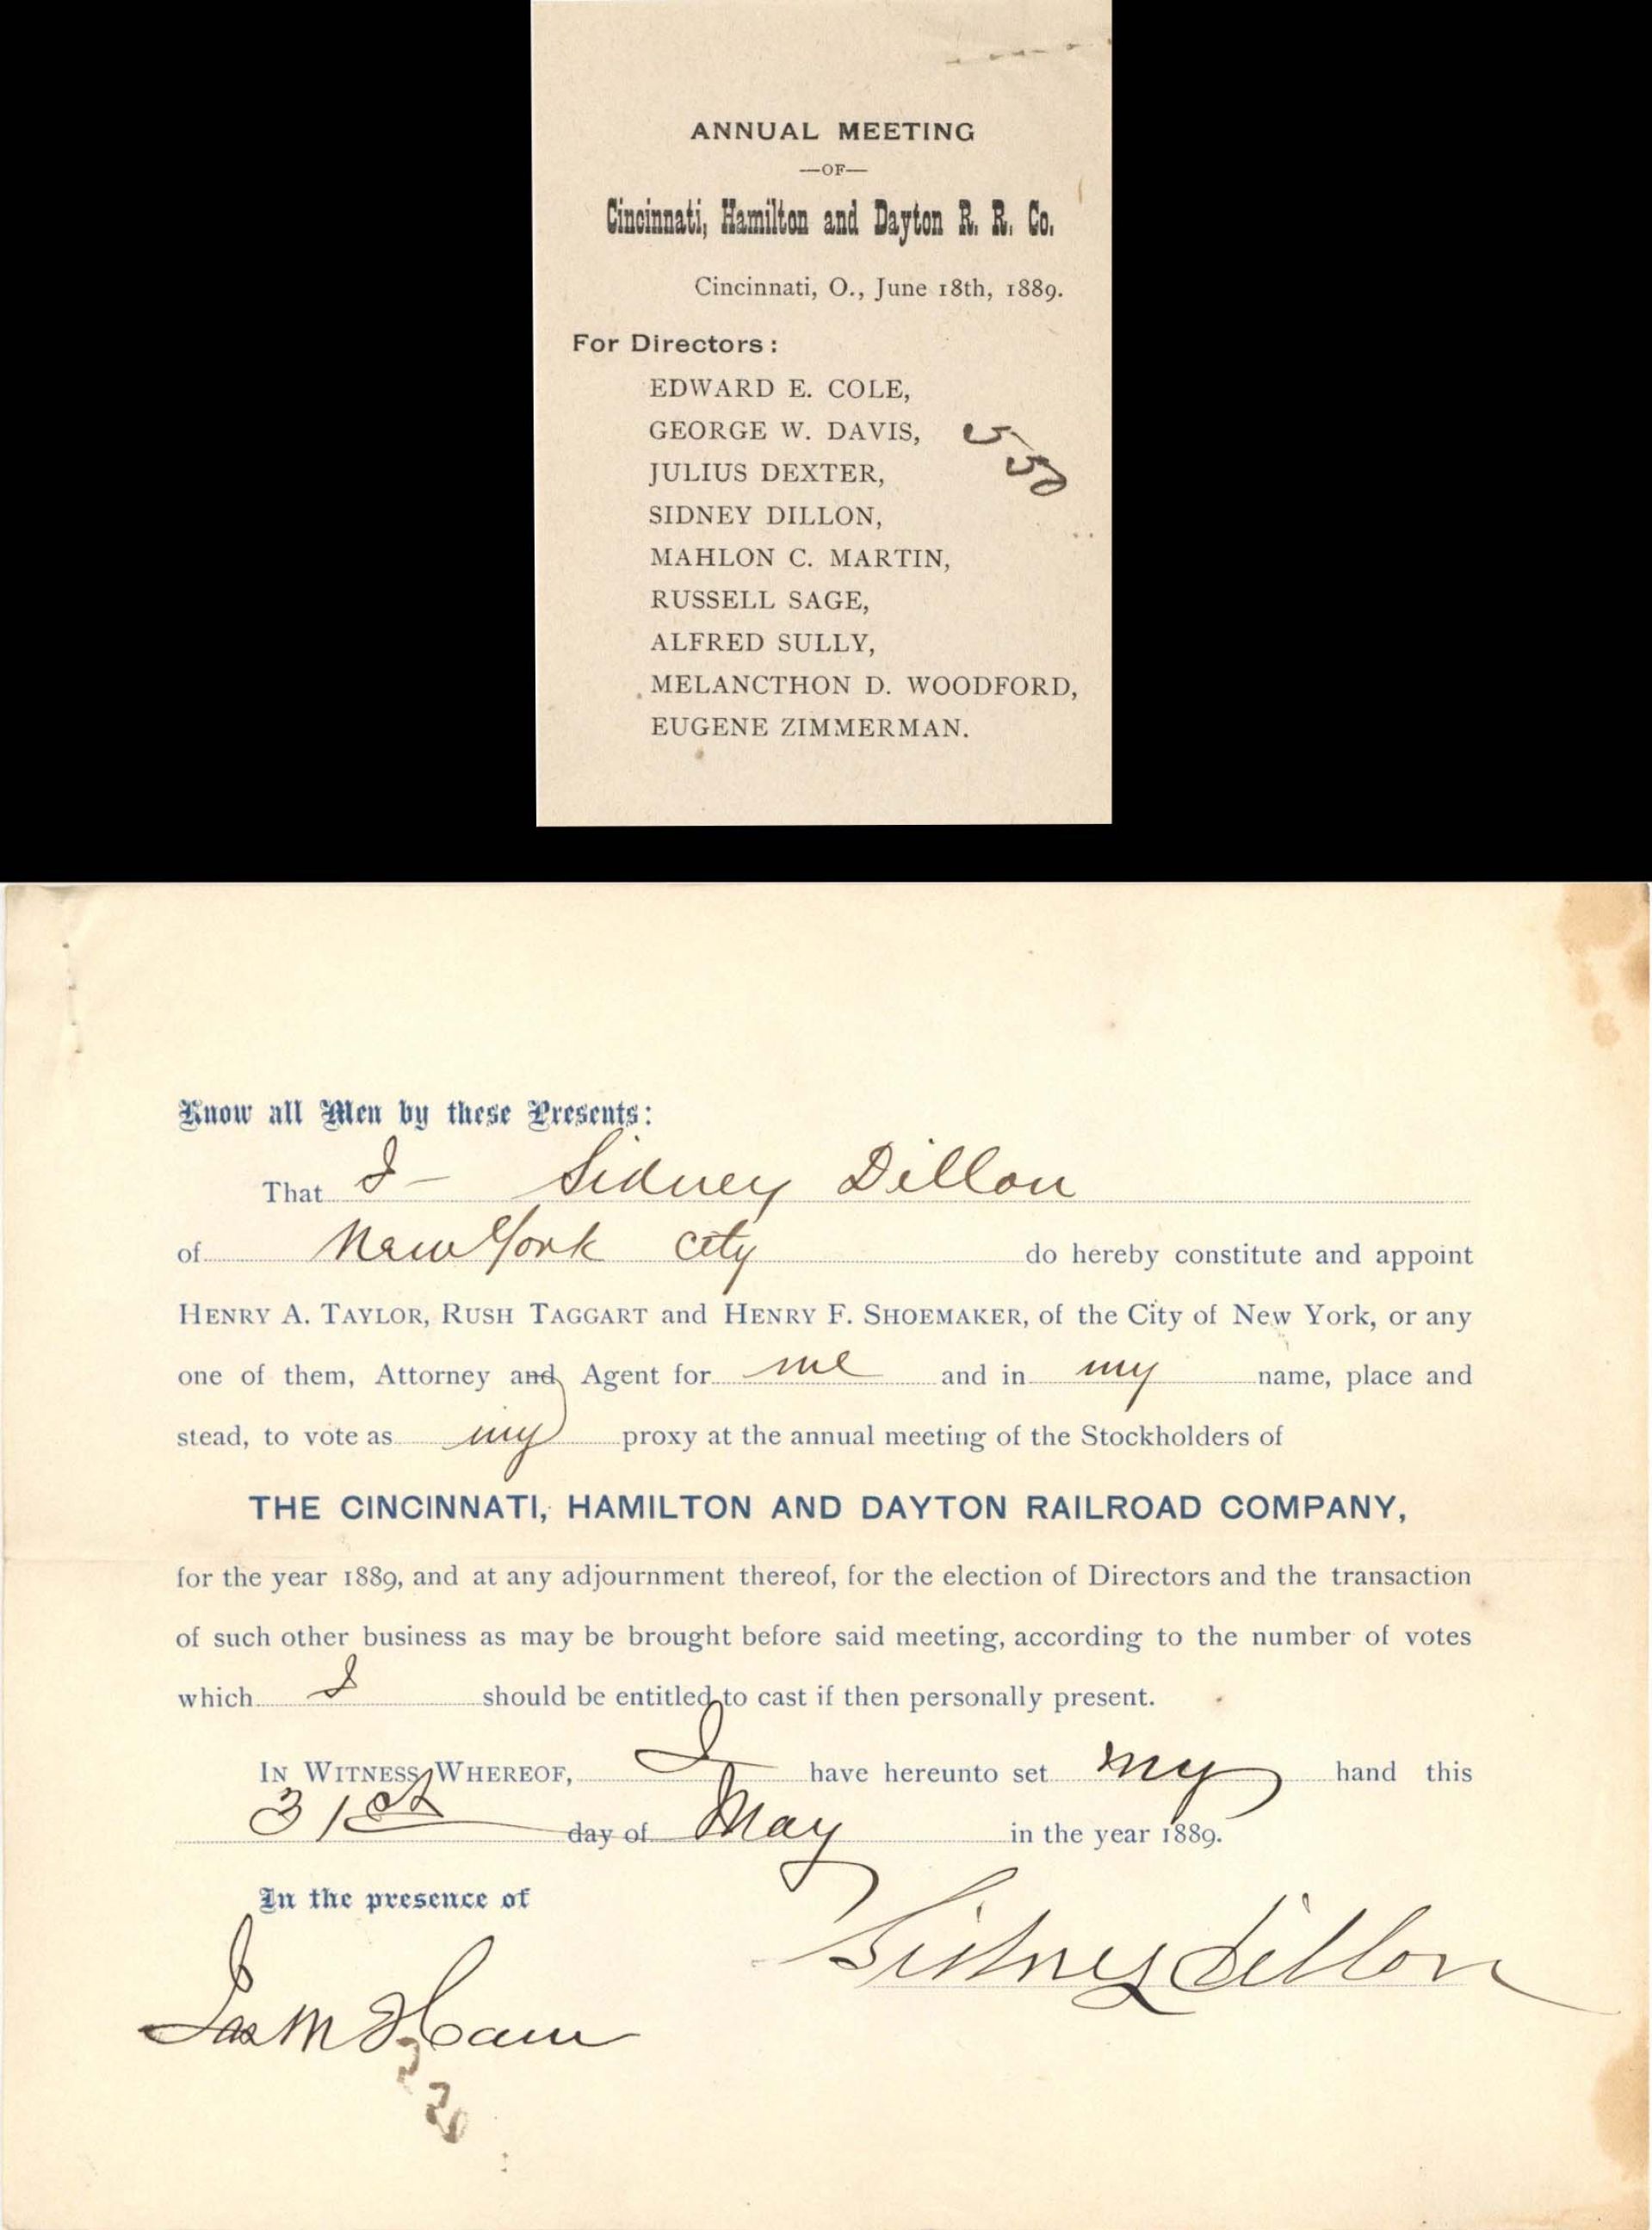 ANNUAL MEETING
—OF—
Cincinnati, Hamilton and Dayton R. R. Co.
Cincinnati, O., June 18th, 1889.
For Directors:
EDWARD E. COLE,
GEORGE W. DAVIS,
JULIUS DEXTER,
SIDNEY DILLON,
MAHLON C. MARTIN,
RUSSELL SAGE,
ALFRED SULLY,
MELANCTHON D. WOODFORD,
EUGENE ZIMMERMAN.
Know all Men by these Presents:
That I - Sidney Dillon
of New York City do hereby constitute and appoint
HENRY A. TAYLOR, RUSH TAGGART and HENRY F. SHOEMAKER, of the City of New York, or any
one of them, Attorney and Agent for me and in my name, place and
stead, to vote as my proxy at the annual meeting of the Stockholders of
THE CINCINNATI, HAMILTON AND DAYTON RAILROAD COMPANY,
for the year 1889, and at any adjournment thereof, for the election of Directors and the transaction
of such other business as may be brought before said meeting, according to the number of votes
which I should be entitled to cast if then personally present.
IN WITNESS WHEREOF, I have hereunto set my hand this
31st day of May in the year 1889.
In the presence of
Sidney Dillon